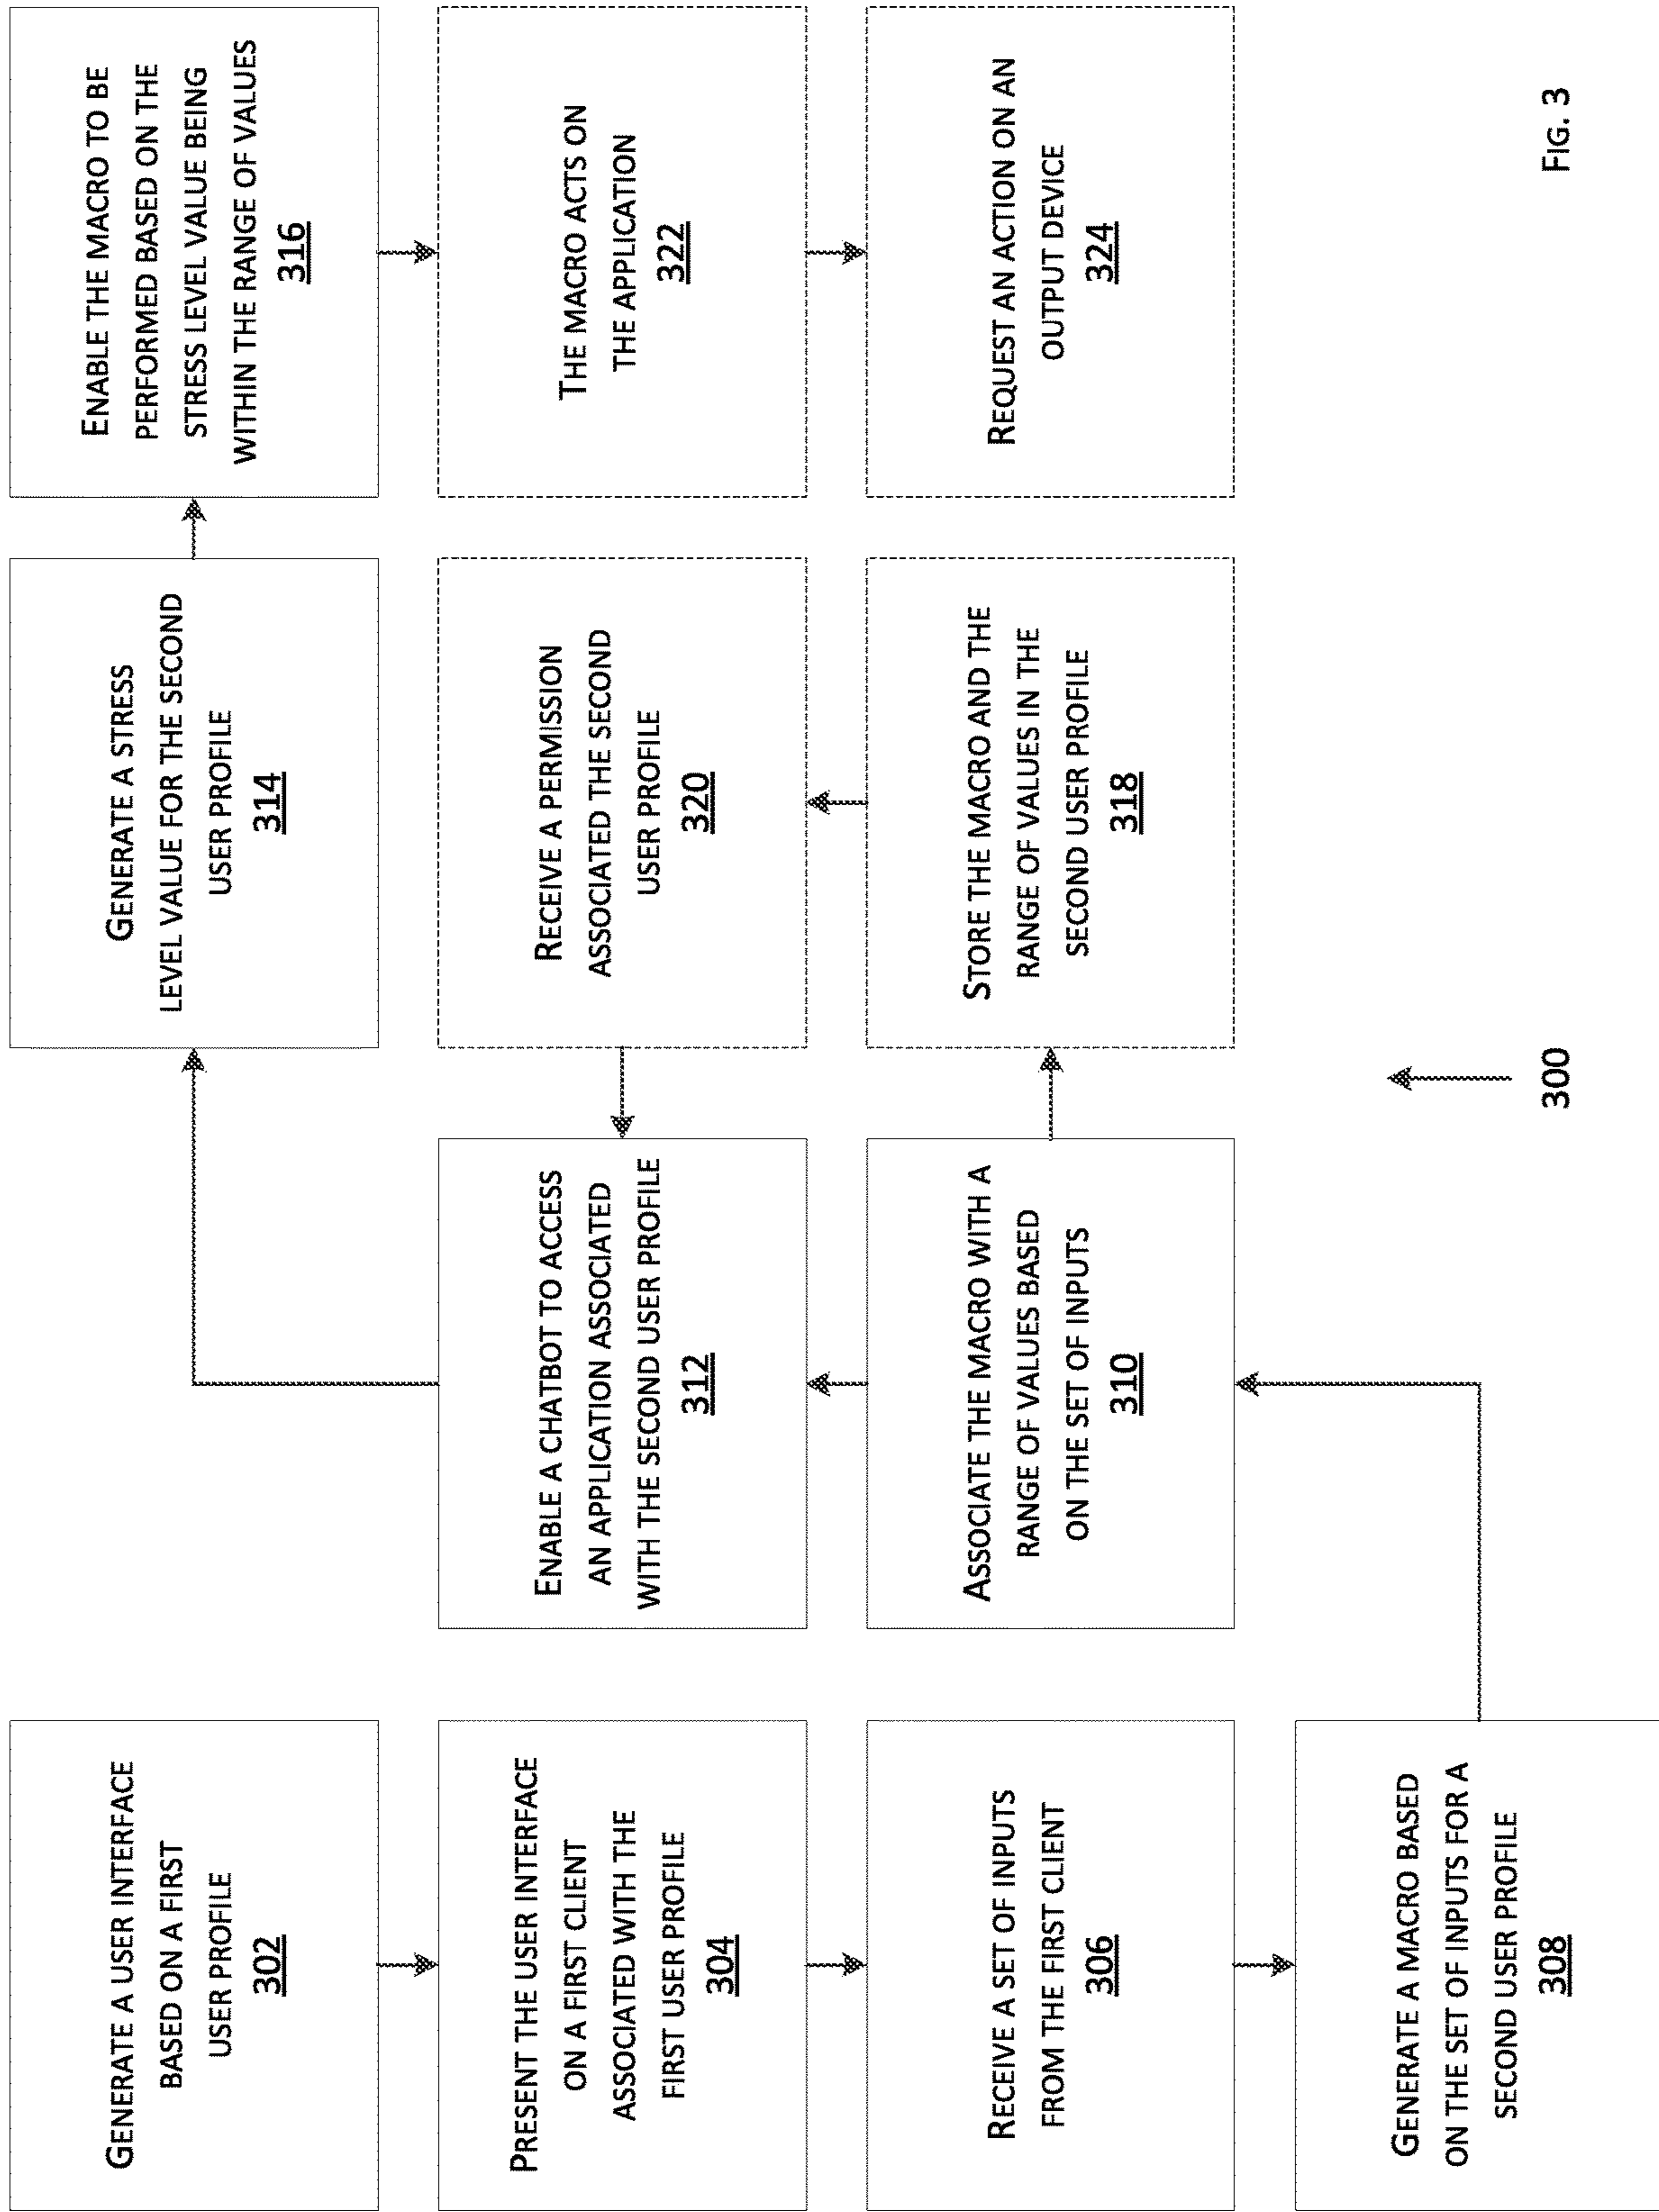 GENERATE A USER INTERFACE
BASED ON A FIRST
USER PROFILE
302
PRESENT THE USER INTERFACE
ON A FIRST CLIENT
ASSOCIATED WITH THE
FIRST USER PROFILE
304
RECEIVE A SET OF INPUTS
FROM THE FIRST CLIENT
306
GENERATE A MACRO BASED
ON THE SET OF INPUTS FOR A
SECOND USER PROFILE
308
ENABLE A CHATBOT TO ACCESS
AN APPLICATION ASSOCIATED
WITH THE SECOND USER PROFILE
312
ASSOCIATE THE MACRO WITH A
RANGE OF VALUES BASED
ON THE SET OF INPUTS
310
GENERATE A STRESS
LEVEL VALUE FOR THE SECOND
USER PROFILE
314
RECEIVE A PERMISSION
ASSOCIATED THE SECOND
USER PROFILE
320
STORE THE MACRO AND THE
RANGE OF VALUES IN THE
SECOND USER PROFILE
318
ENABLE THE MACRO TO BE
PERFORMED BASED ON THE
STRESS LEVEL VALUE BEING
WITHIN THE RANGE OF VALUES
316
THE MACRO ACTS ON
THE APPLICATION
322
REQUEST AN ACTION ON AN
OUTPUT DEVICE
324
300
FIG. 3